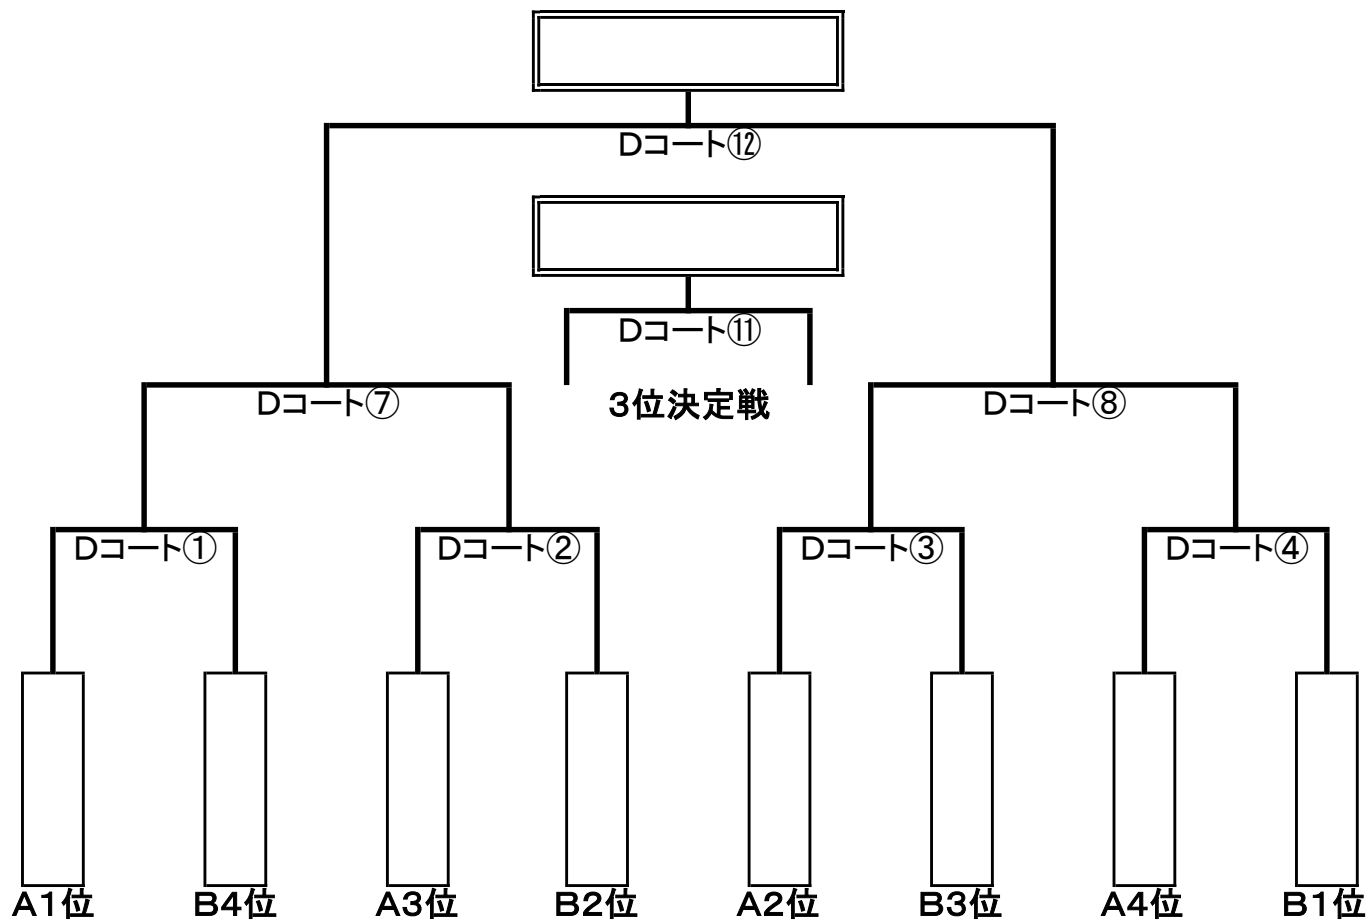 Dコート⑫
Dコート⑪
3位決定戦
Dコート⑦
Dコート⑧
Dコート①
Dコート②
Dコート③
Dコート④
A1位
B4位
A3位
B2位
A2位
B3位
A4位
B1位